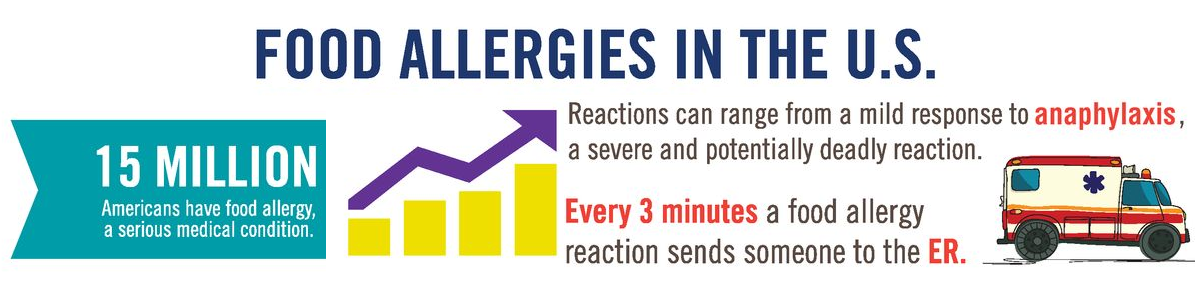 FOOD ALLERGIES IN THE U.S.
15 MILLION
Americans have food allergy,
a serious medical condition.
Reactions can range from a mild response to anaphylaxis,
a severe and potentially deadly reaction.
Every 3 minutes a food allergy
reaction sends someone to the ER.